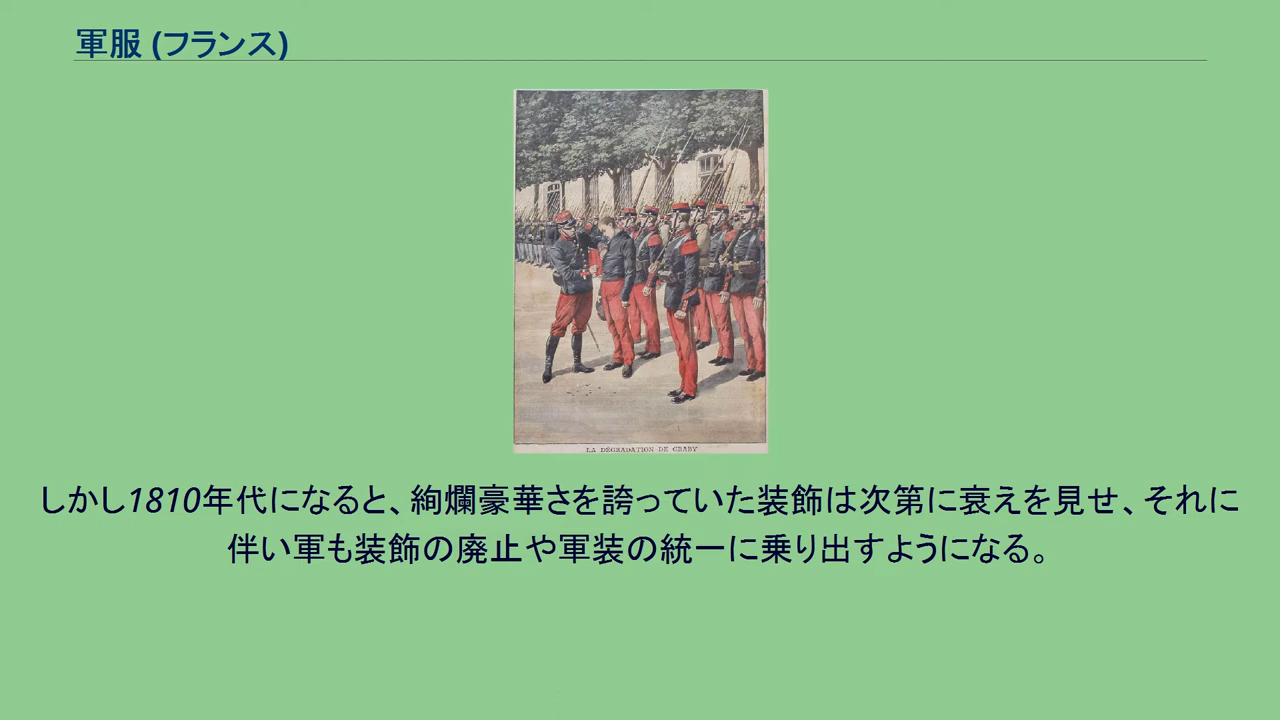 軍服 (フランス)
LA DÉGRADATION DE CRABY
しかし1810年代になると、絢爛豪華さを誇っていた装飾は次第に衰えを見せ、それに
伴い軍も装飾の廃止や軍装の統一に乗り出すようになる。